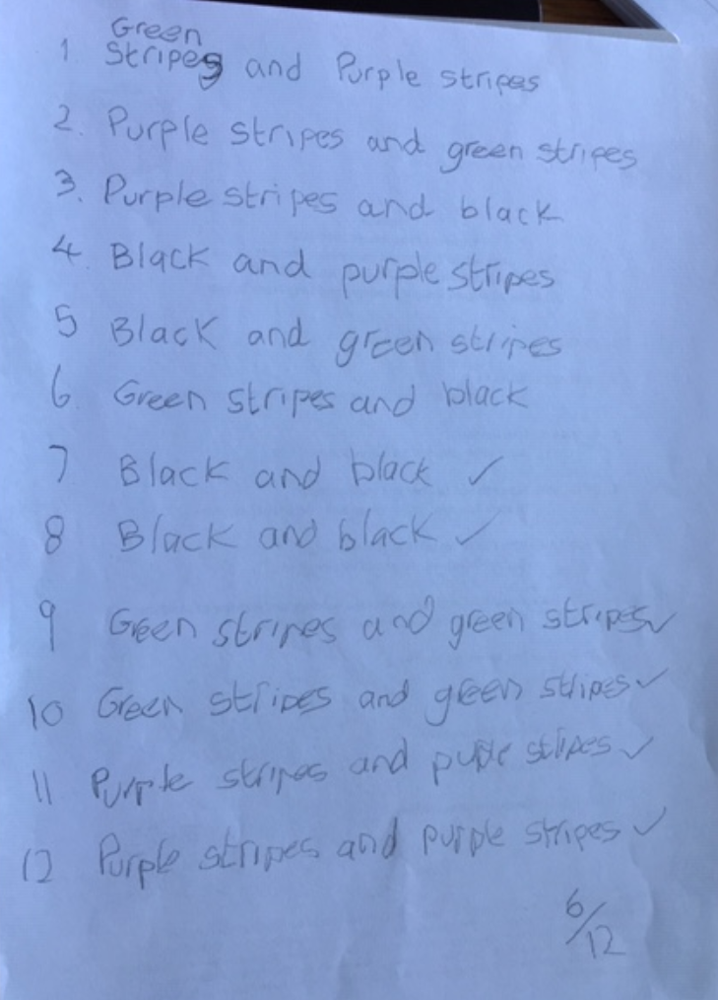 Green
1 Stripes and Purple stripes
2. Purple stripes and green stripes
3. Purple stripes and black
4. Black and purple stripes
5 Black and green stripes
6. Green stripes and black
7 Black and black ✓
8 Black and black ✓
9 Green stripes and green stripes ✓
10 Green stripes and green stripes ✓
11 Purple stripes and purple stripes ✓
12 Purple stripes and purple stripes ✓
6/12